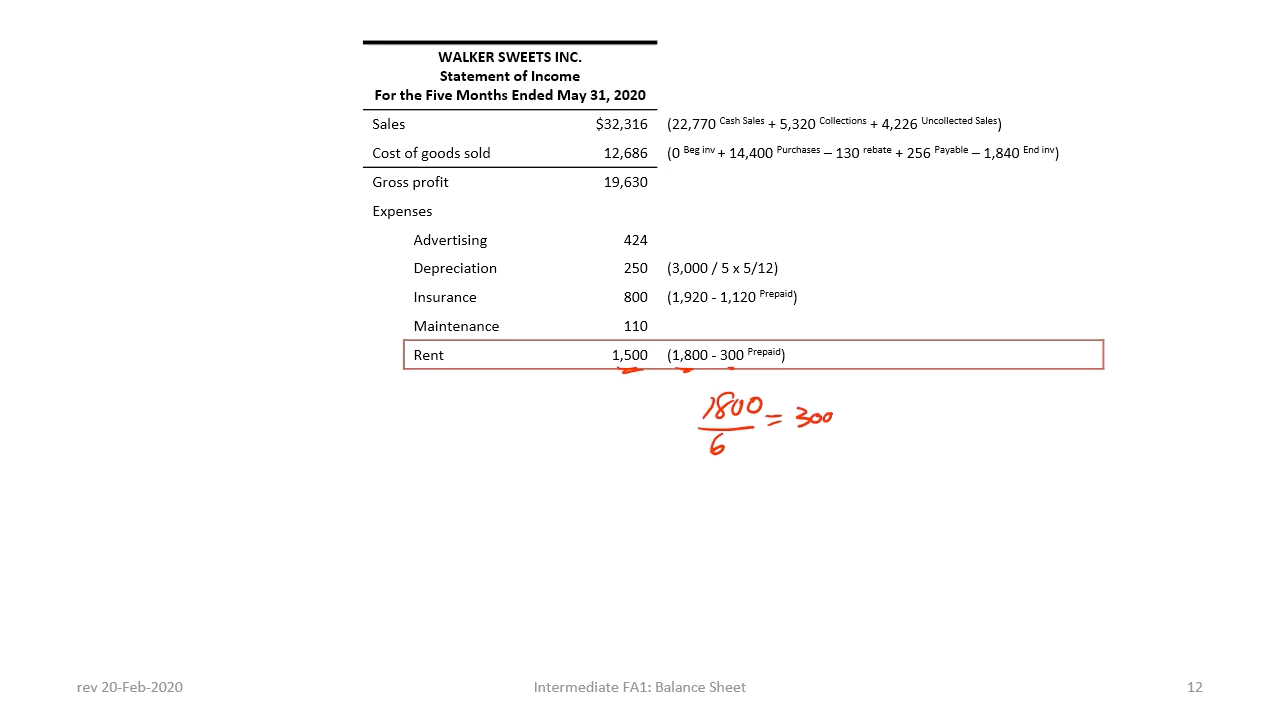 WALKER SWEETS INC.
Statement of Income
For the Five Months Ended May 31, 2020
Sales $32,316 (22,770 Cash Sales + 5,320 Collections + 4,226 Uncollected Sales)
Cost of goods sold 12,686 (0 Beg inv + 14,400 Purchases – 130 rebate + 256 Payable – 1,840 End inv)
Gross profit 19,630
Expenses
Advertising 424
Depreciation 250 (3,000 / 5 x 5/12)
Insurance 800 (1,920 - 1,120 Prepaid)
Maintenance 110
Rent 1,500 (1,800 - 300 Prepaid)
1800
= 300
6
rev 20-Feb-2020 Intermediate FA1: Balance Sheet 12